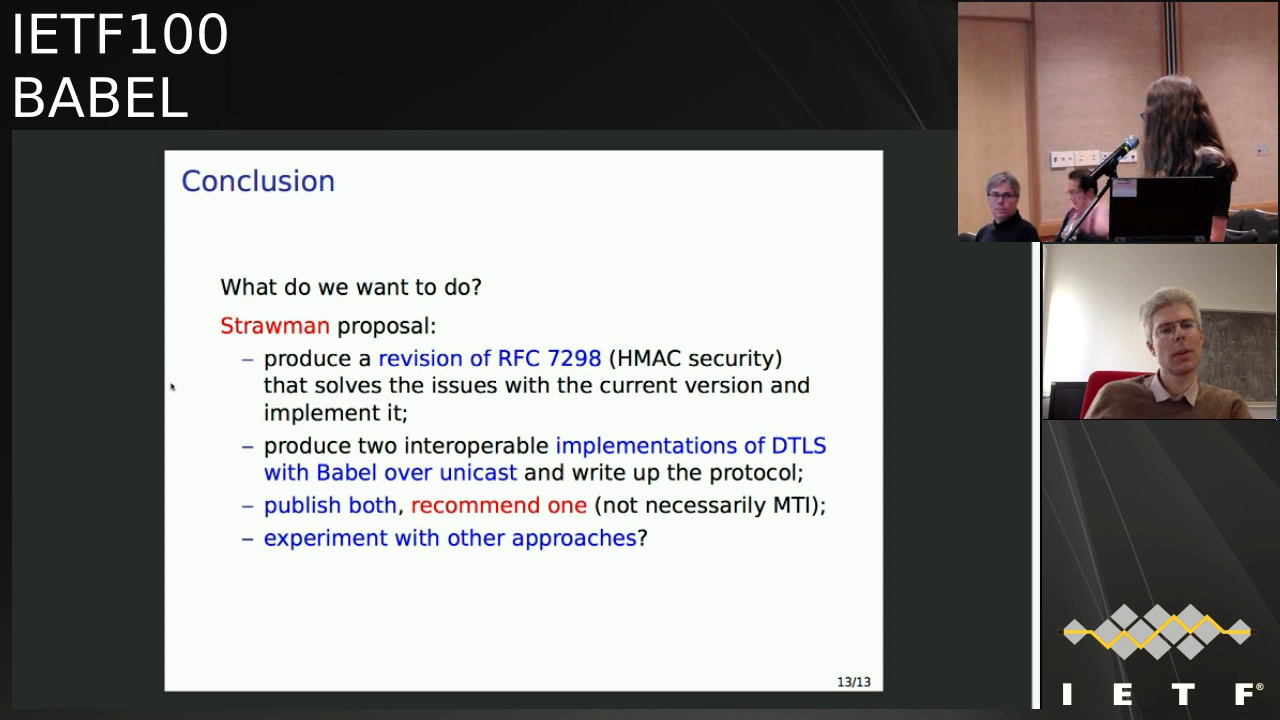 IETF100
BABEL
Conclusion
What do we want to do?
Strawman proposal:
– produce a revision of RFC 7298 (HMAC security)
that solves the issues with the current version and
implement it;
– produce two interoperable implementations of DTLS
with Babel over unicast and write up the protocol;
– publish both, recommend one (not necessarily MTI);
– experiment with other approaches?
13/13
I E T F®